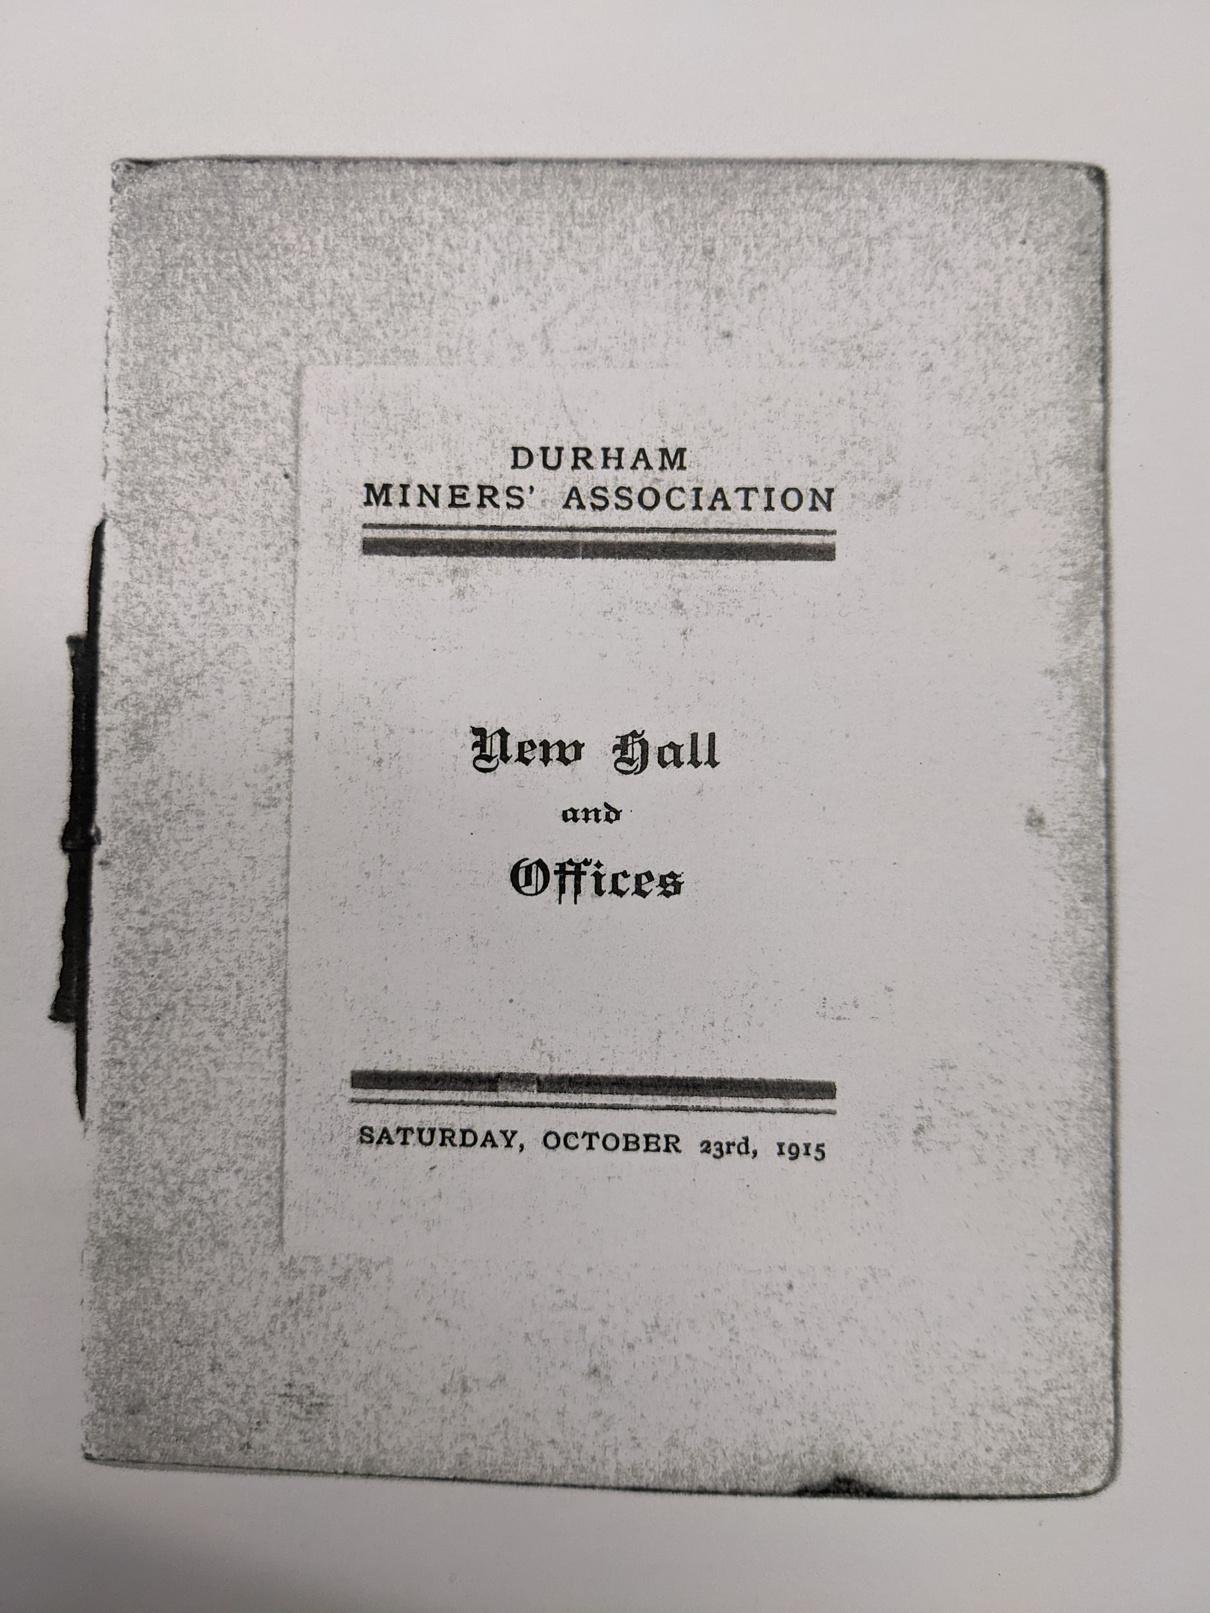 DURHAM
MINERS' ASSOCIATION
New Hall
and
Offices
SATURDAY, OCTOBER 23rd, 1915